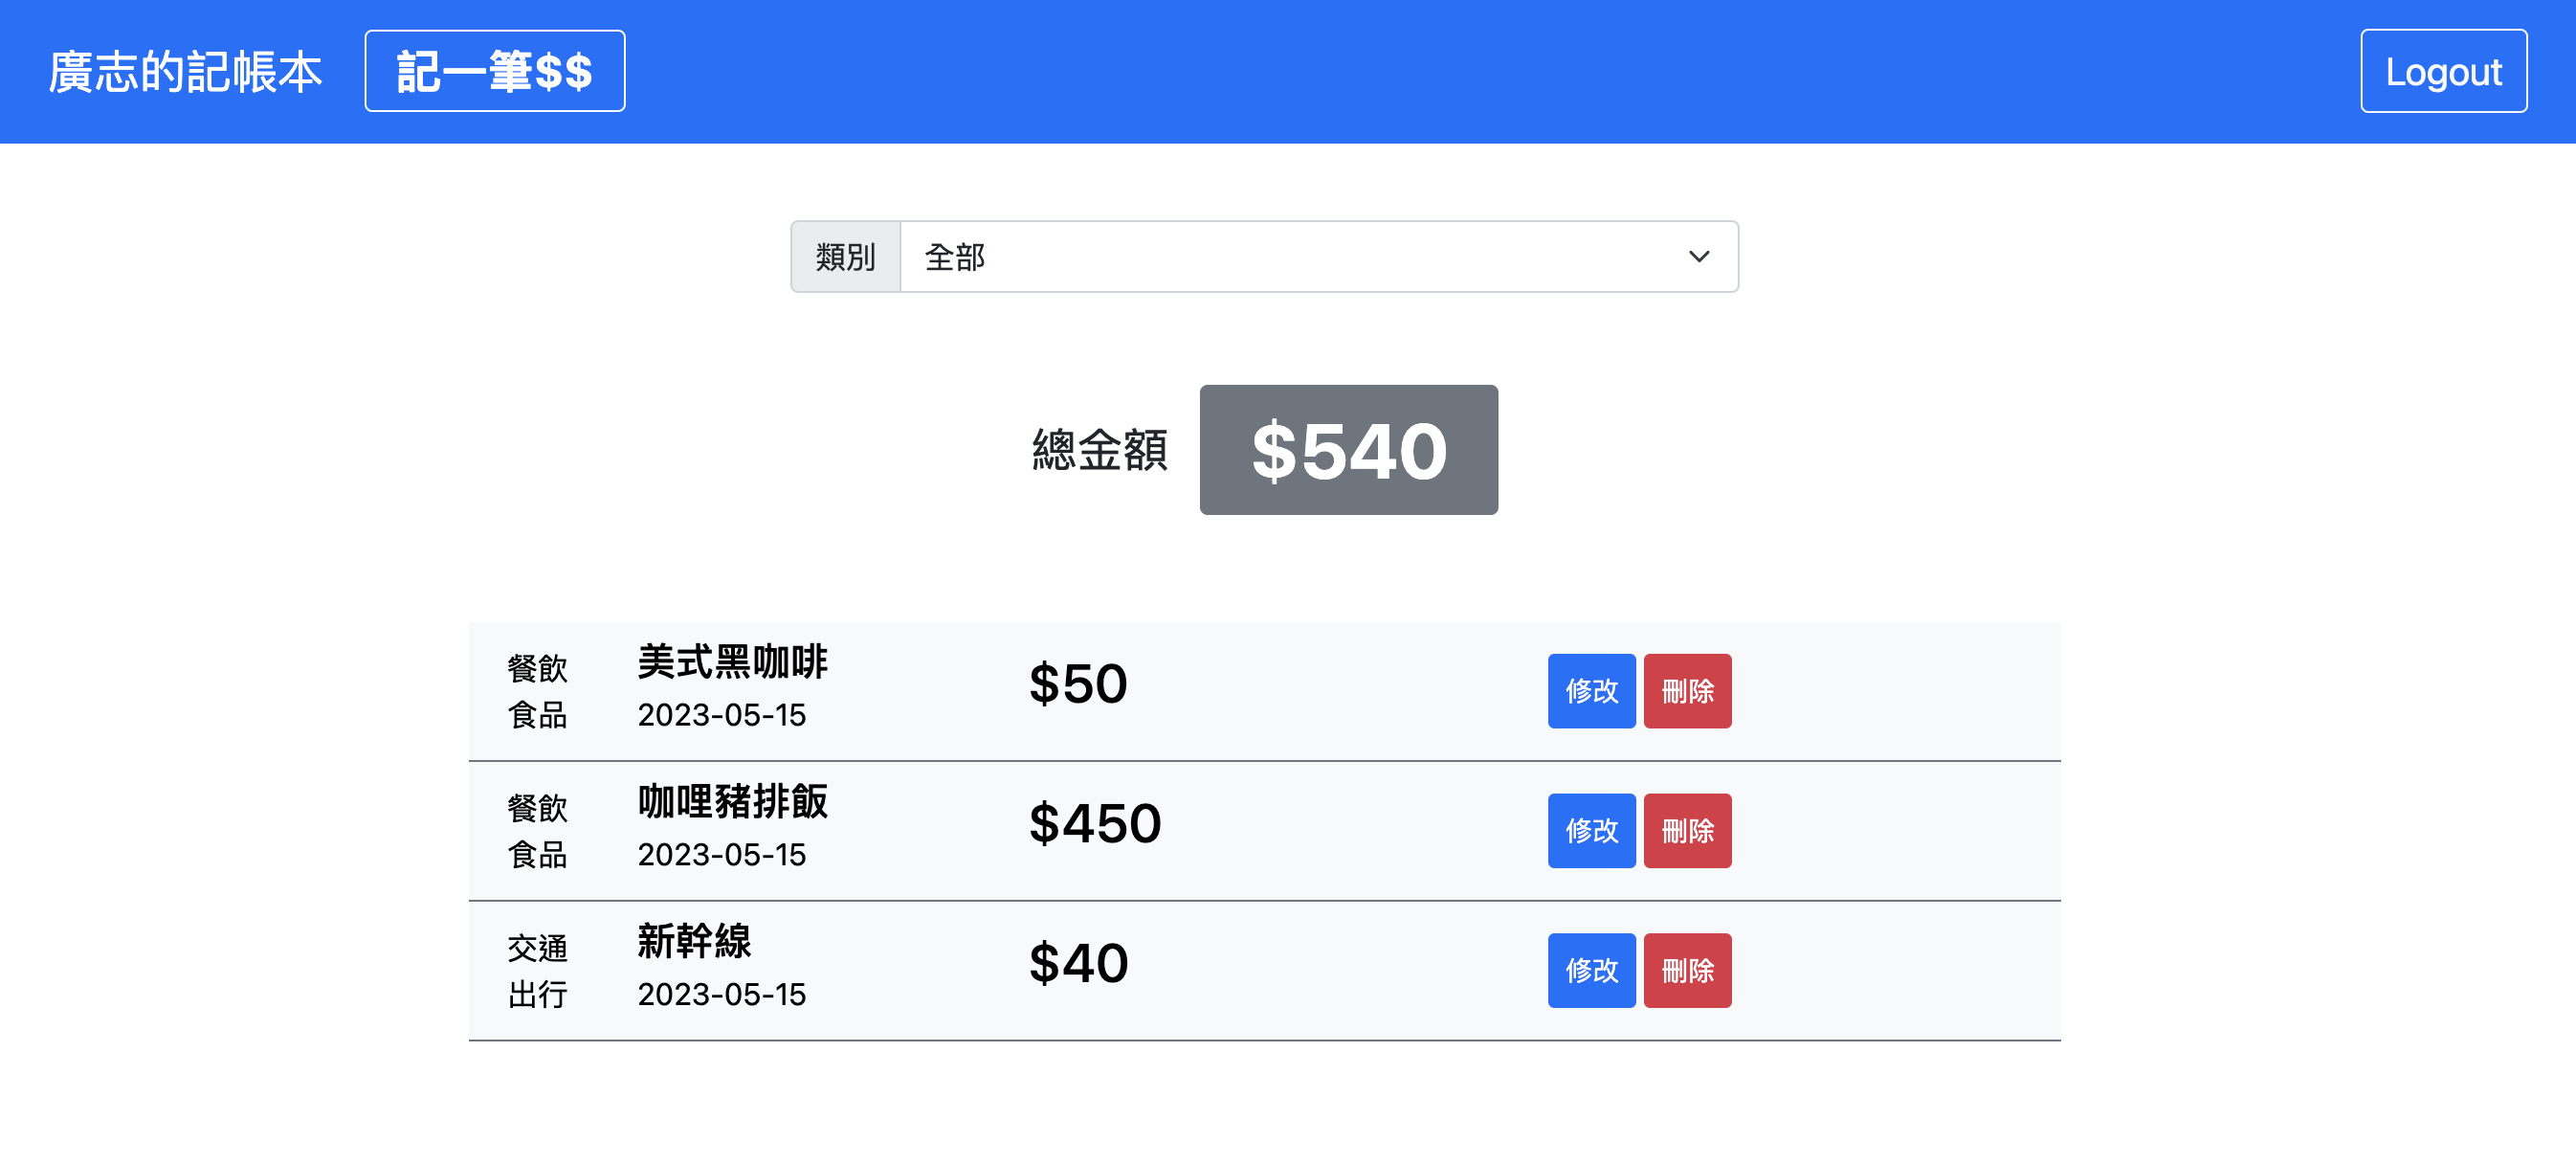 廣志的記帳本 記一筆$$ Logout
類別 全部
總金額 $540
餐飲食品 美式黑咖啡 $50 修改 刪除
2023-05-15
餐飲食品 咖哩豬排飯 $450 修改 刪除
2023-05-15
交通出行 新幹線 $40 修改 刪除
2023-05-15